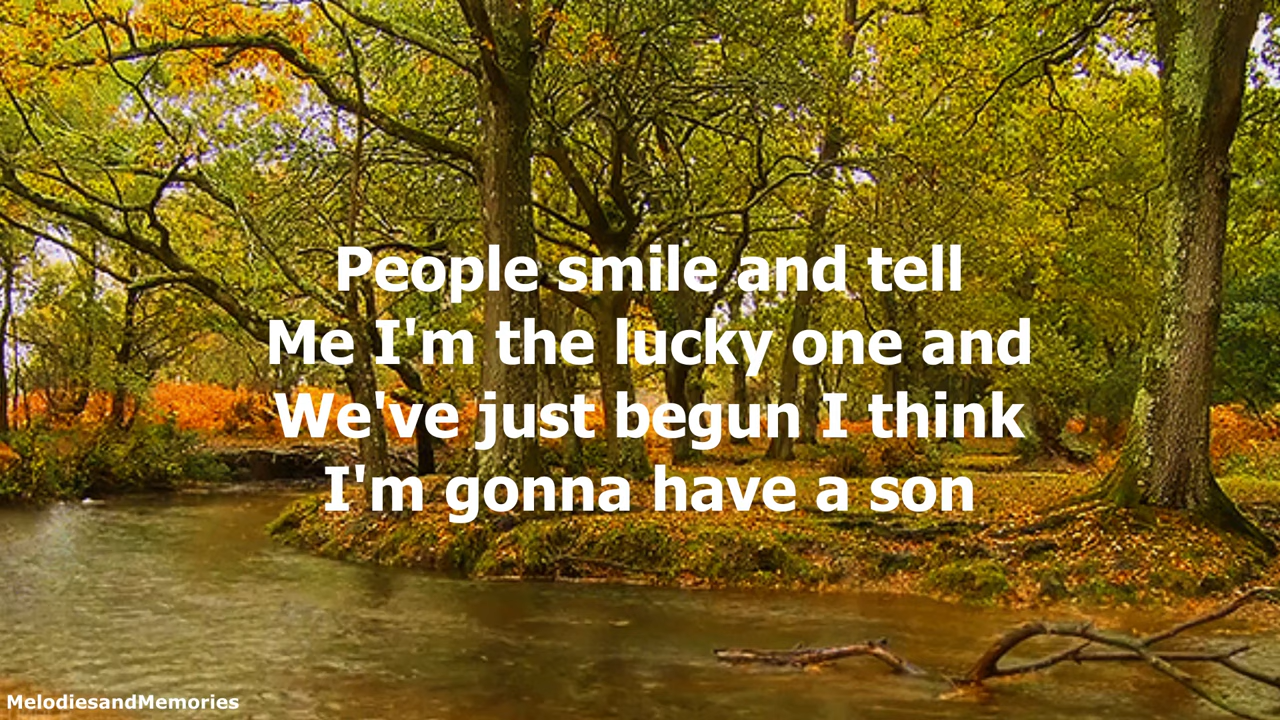 People smile and tell
Me I'm the lucky one and
We've just begun I think
I'm gonna have a son
MelodiesandMemories